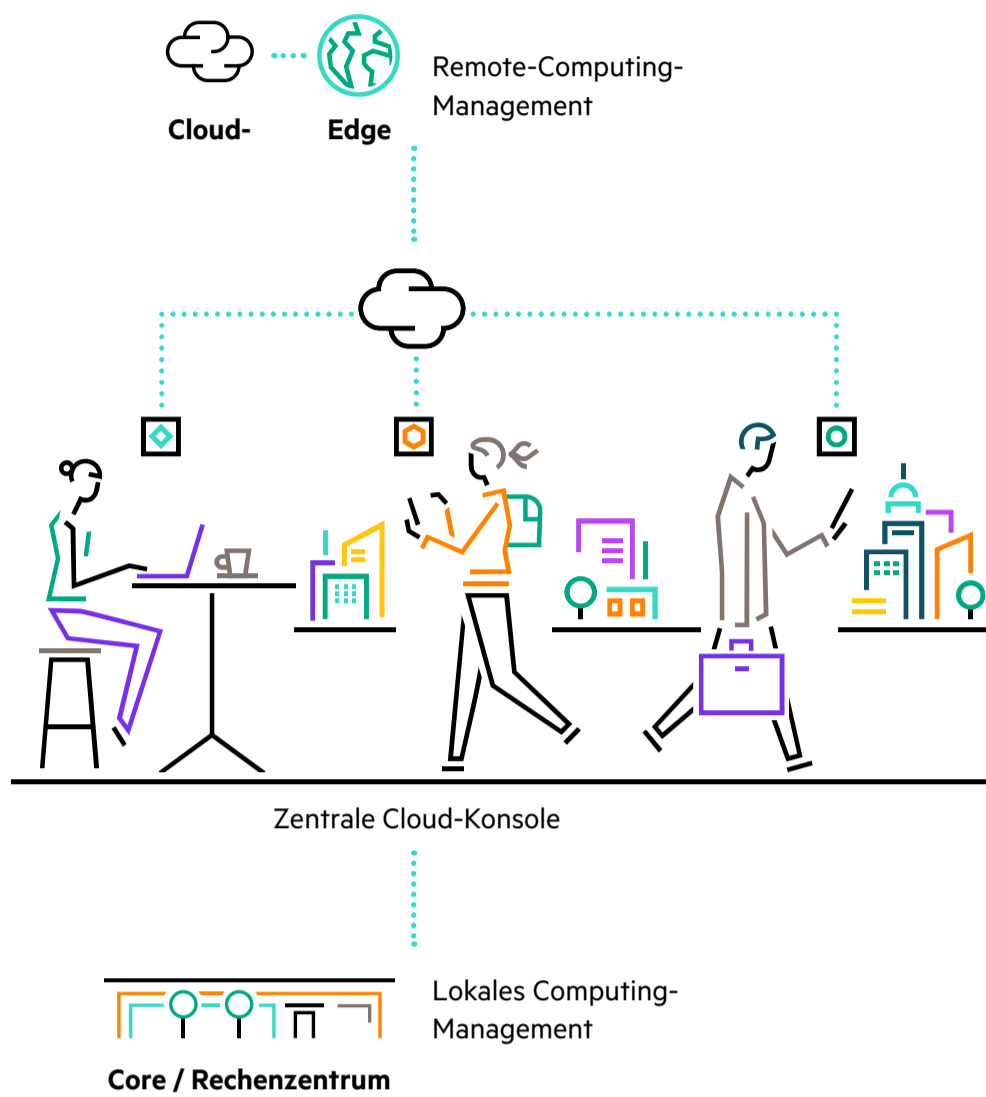 Cloud-
Edge
Remote-Computing-
Management
Zentrale Cloud-Konsole
Lokales Computing-
Management
Core / Rechenzentrum